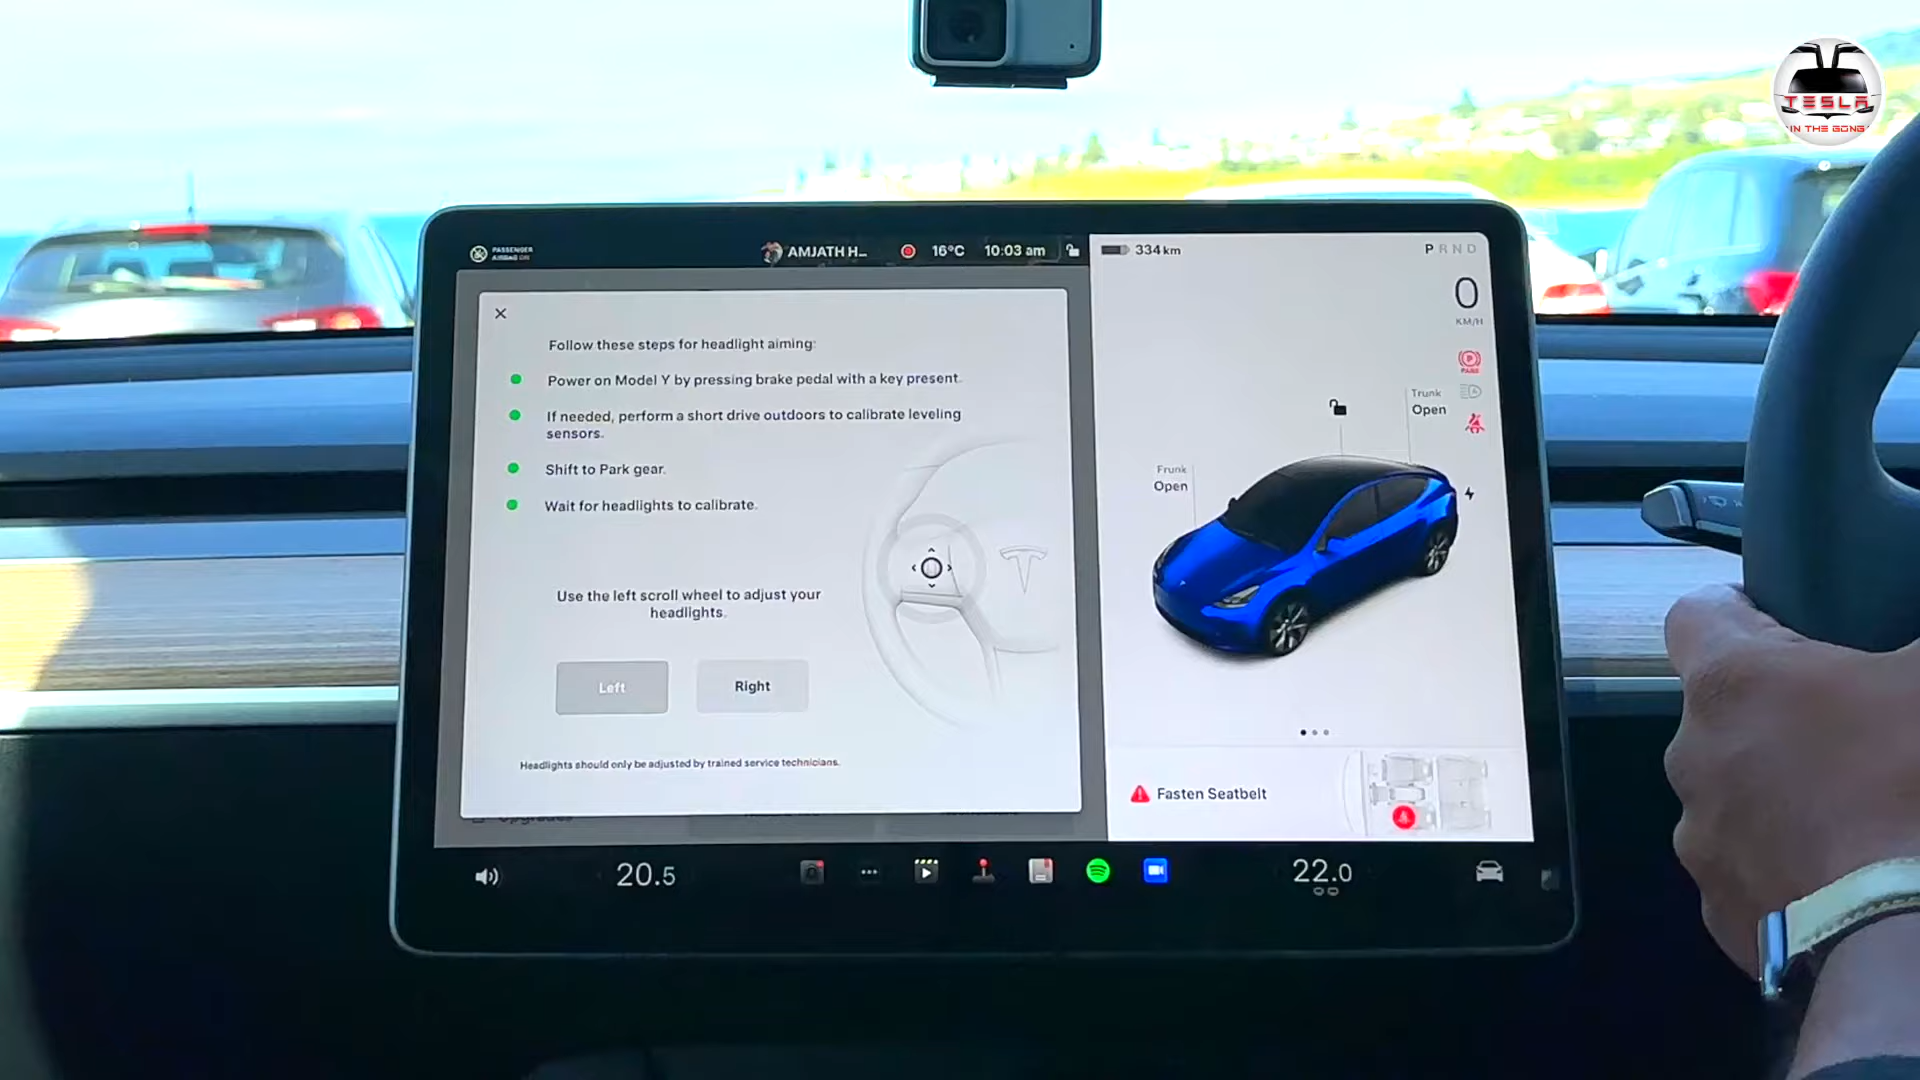 TESLA
IN THE GONG
PASSENGER
AIRBAG
AMJATH H...
16°C
10:03 am
334 km
P R N D
0
KM/H
PARK
Follow these steps for headlight aiming:
Power on Model Y by pressing brake pedal with a key present.
If needed, perform a short drive outdoors to calibrate leveling
sensors.
Shift to Park gear.
Wait for headlights to calibrate.
Use the left scroll wheel to adjust your
headlights.
Left
Right
Headlights should only be adjusted by trained service technicians.
Upgrades
Trunk
Open
Frunk
Open
Fasten Seatbelt
20.5
22.0